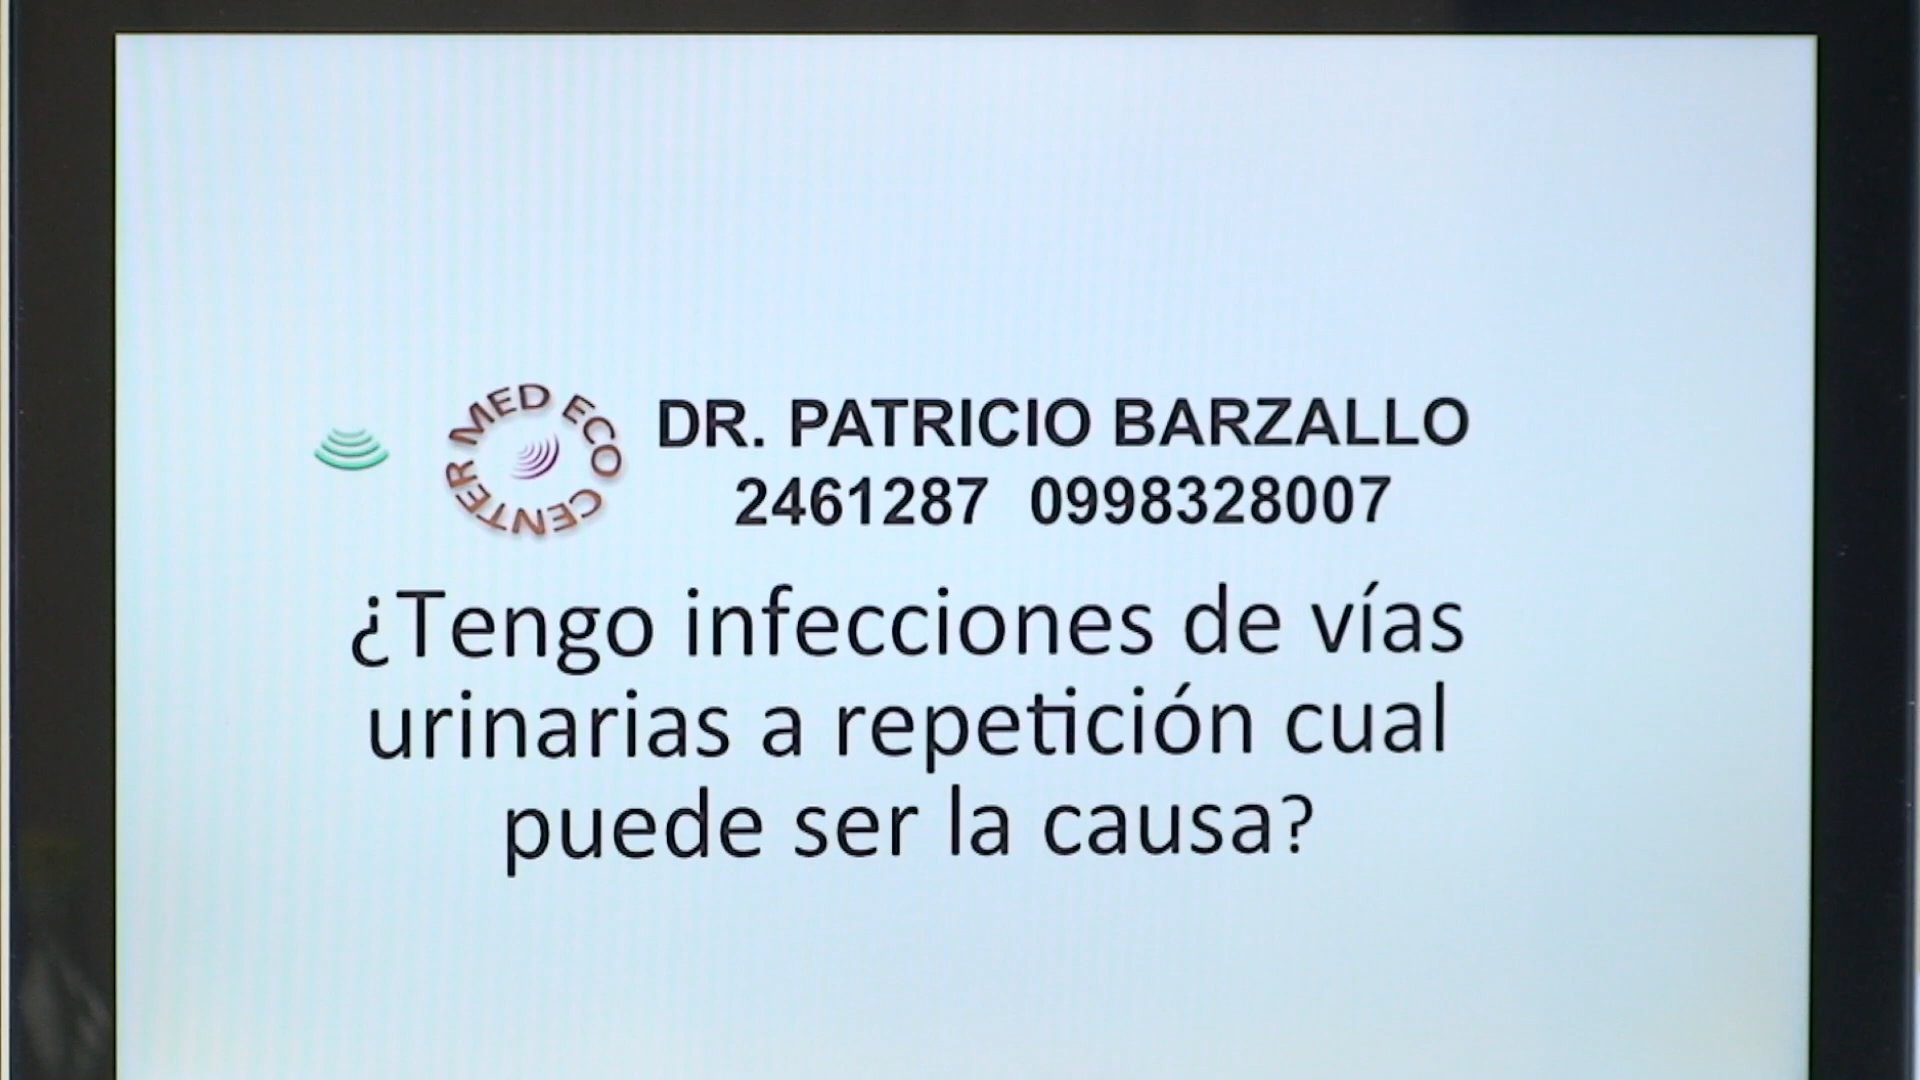 MED ECO CENTER
DR. PATRICIO BARZALLO
2461287 0998328007
¿Tengo infecciones de vías
urinarias a repetición cual
puede ser la causa?